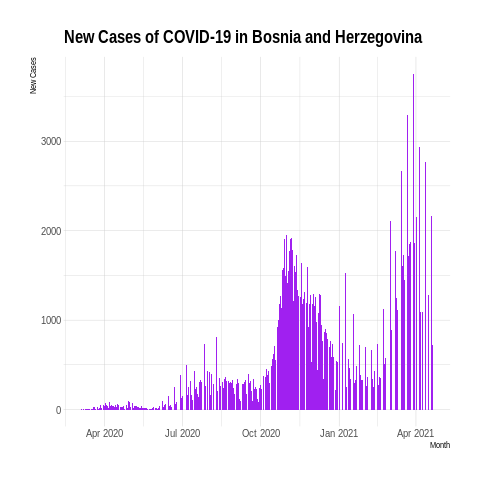 New Cases of COVID-19 in Bosnia and Herzegovina
New Cases
3000
2000
1000
0
Apr 2020
Jul 2020
Oct 2020
Jan 2021
Apr 2021
Month